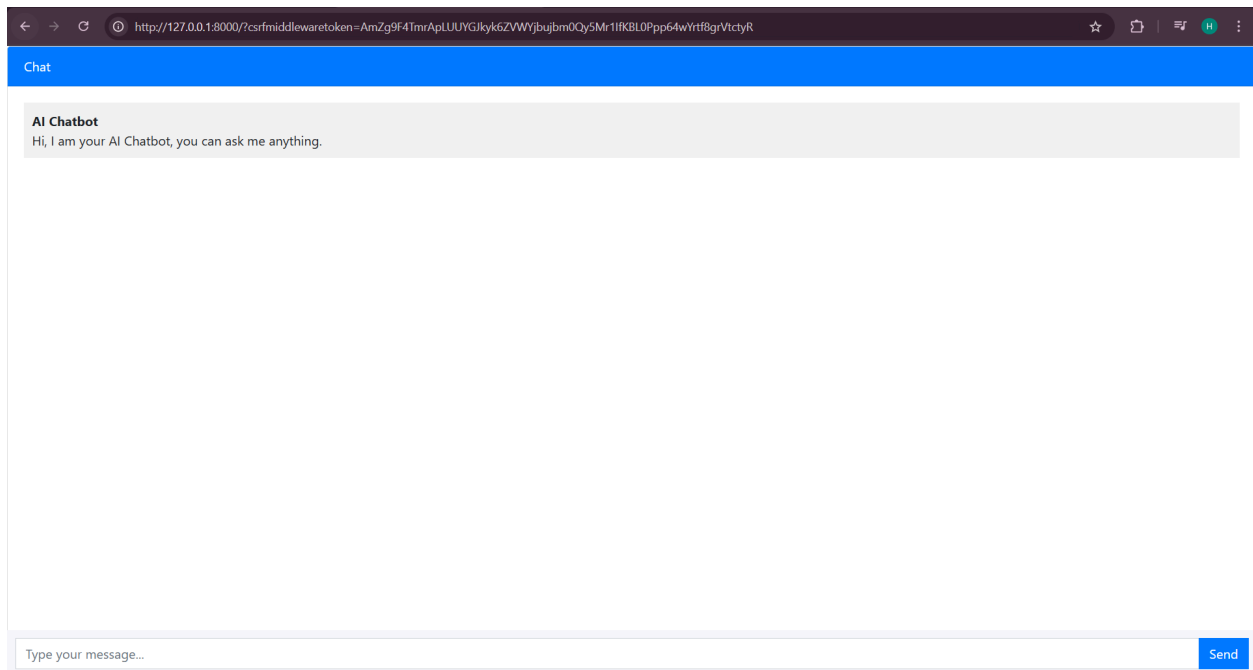 http://127.0.0.1:8000/?csrfmiddlewaretoken=AmZg9F4TmrApLUUYGJkyk6ZVWYjbujbm0Qy5Mr1IfKBL0Ppp64wYrtf8grVtctyR
H
Chat
AI Chatbot
Hi, I am your AI Chatbot, you can ask me anything.
Type your message...
Send